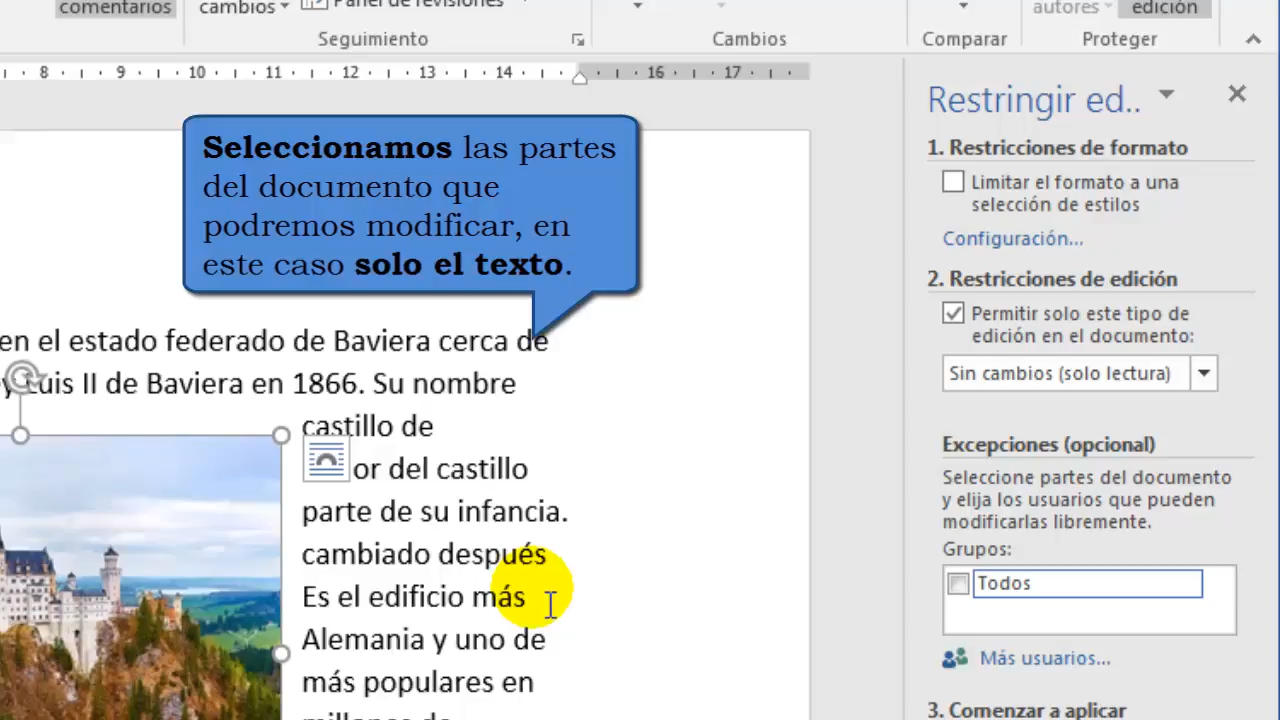 comentarios
cambios
Panel de revisiones
autores
edición
Seguimiento
Cambios
Comparar
Proteger
8 9 10 11 12 13 14 16 17
Seleccionamos las partes
del documento que
podremos modificar, en
este caso solo el texto.
en el estado federado de Baviera cerca de
y Luis II de Baviera en 1866. Su nombre
castillo de
or del castillo
parte de su infancia.
cambiado después
Es el edificio más
Alemania y uno de
más populares en
millones de
Restringir ed..
1. Restricciones de formato
Limitar el formato a una
selección de estilos
Configuración...
2. Restricciones de edición
Permitir solo este tipo de
edición en el documento:
Sin cambios (solo lectura)
Excepciones (opcional)
Seleccione partes del documento
y elija los usuarios que pueden
modificarlas libremente.
Grupos:
Todos
Más usuarios...
3. Comenzar a aplicar